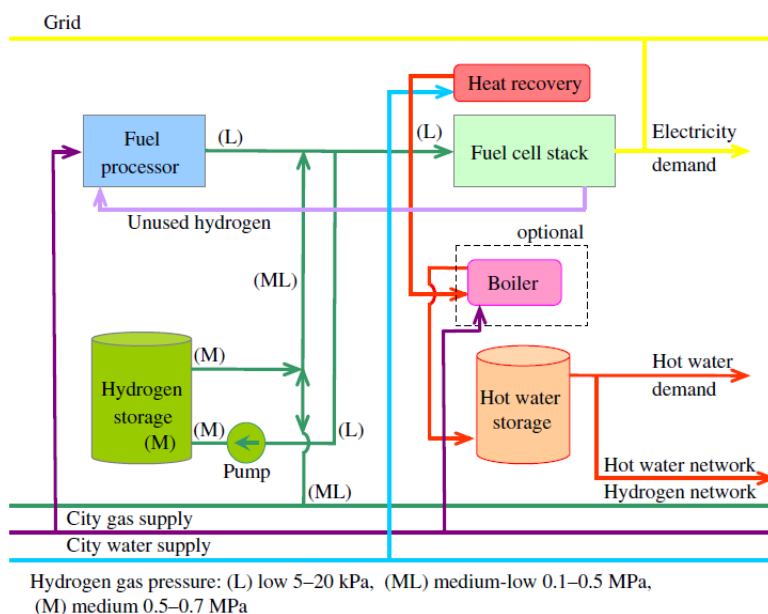 Grid
Heat recovery
(L)
(L)
Electricity
demand
Fuel
processor
Fuel cell stack
Unused hydrogen
optional
(ML)
Boiler
(M)
Hydrogen
storage
(M)
(M)
(L)
Pump
Hot water
demand
Hot water
storage
Hot water network
(ML)
Hydrogen network
City gas supply
City water supply
Hydrogen gas pressure: (L) low 5–20 kPa, (ML) medium-low 0.1–0.5 MPa,
(M) medium 0.5–0.7 MPa